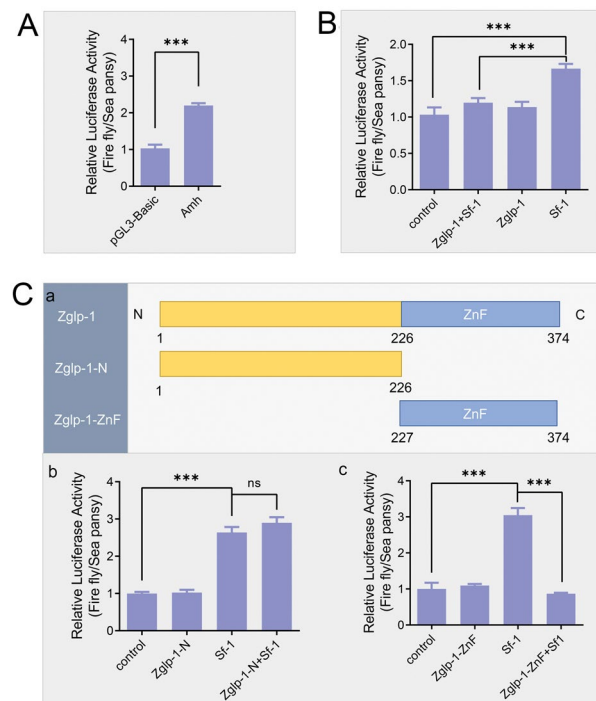 A
Relative Luciferase Activity
(Fire fly/Sea pansy)
4
3
2
1
0
***
pGL3-Basic
Amh
B
Relative Luciferase Activity
(Fire fly/Sea pansy)
2.0
1.5
1.0
0.5
0.0
***
***
control
Zglp-1+Sf-1
Zglp-1
Sf-1
C
a
Zglp-1
N
ZnF
C
1
226
374
Zglp-1-N
1
226
Zglp-1-ZnF
ZnF
227
374
b
Relative Luciferase Activity
(Fire fly/Sea pansy)
4
3
2
1
0
***
ns
control
Zglp-1-N
Sf-1
Zglp-1-N+Sf-1
c
Relative Luciferase Activity
(Fire fly/Sea pansy)
4
3
2
1
0
***
***
control
Zglp-1-ZnF
Sf-1
Zglp-1-ZnF+Sf1